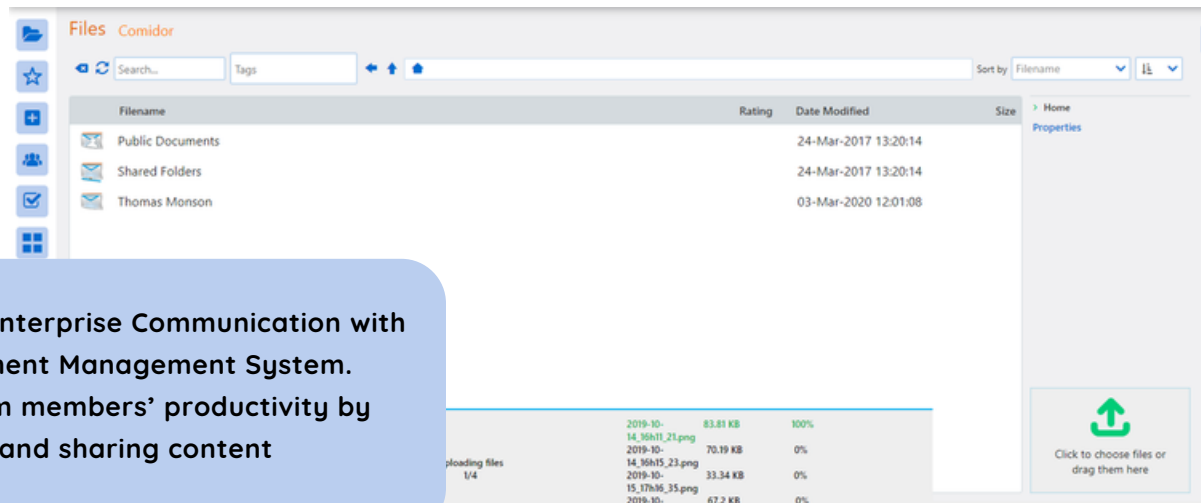 Files Comidor
Search... Tags Sort by Filename
Filename Rating Date Modified Size
Home
Properties
Public Documents 24-Mar-2017 13:20:14
Shared Folders 24-Mar-2017 13:20:14
Thomas Monson 03-Mar-2020 12:01:08
nterprise Communication with
ent Management System.
members' productivity by
and sharing content
ploading files
1/4
2019-10- 83.81 KB 100%
14_16h11_21.png
2019-10- 70.19 KB 0%
14_16h15_23.png
2019-10- 33.34 KB 0%
15_17h16_35.png
2019-10- 67.2 KB 0%
Click to choose files or
drag them here